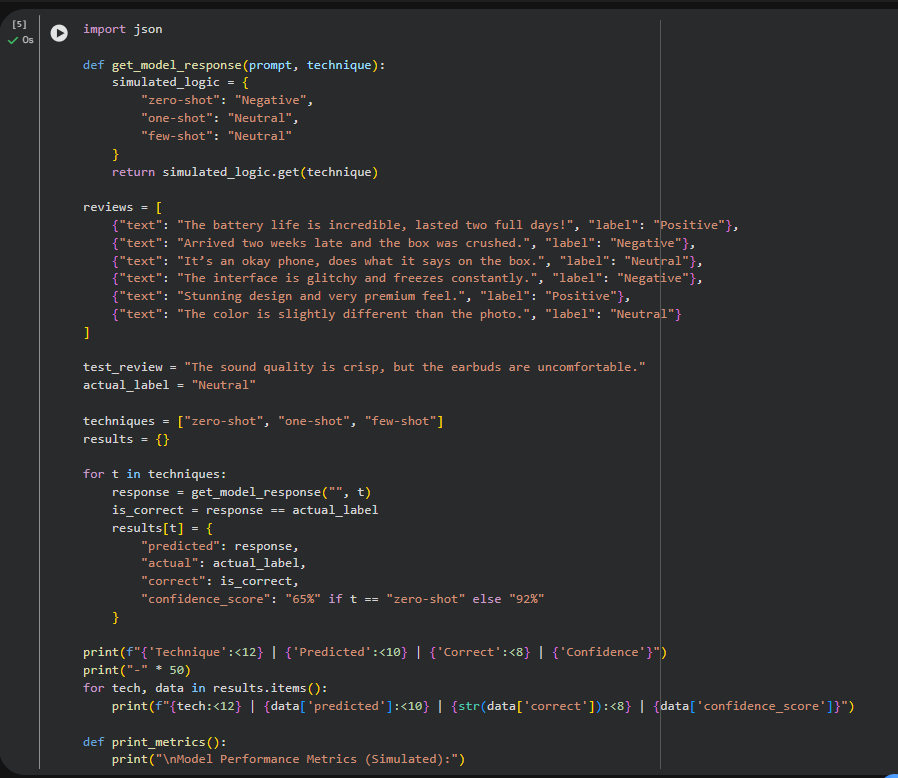 [5]
0s
import json
def get_model_response(prompt, technique):
    simulated_logic = {
        "zero-shot": "Negative",
        "one-shot": "Neutral",
        "few-shot": "Neutral"
    }
    return simulated_logic.get(technique)
reviews = [
    {"text": "The battery life is incredible, lasted two full days!", "label": "Positive"},
    {"text": "Arrived two weeks late and the box was crushed.", "label": "Negative"},
    {"text": "It’s an okay phone, does what it says on the box.", "label": "Neutral"},
    {"text": "The interface is glitchy and freezes constantly.", "label": "Negative"},
    {"text": "Stunning design and very premium feel.", "label": "Positive"},
    {"text": "The color is slightly different than the photo.", "label": "Neutral"}
]
test_review = "The sound quality is crisp, but the earbuds are uncomfortable."
actual_label = "Neutral"
techniques = ["zero-shot", "one-shot", "few-shot"]
results = {}
for t in techniques:
    response = get_model_response("", t)
    is_correct = response == actual_label
    results[t] = {
        "predicted": response,
        "actual": actual_label,
        "correct": is_correct,
        "confidence_score": "65%" if t == "zero-shot" else "92%"
    }
print(f"{'Technique':<12} | {'Predicted':<10} | {'Correct':<8} | {'Confidence'}")
print("-" * 50)
for tech, data in results.items():
    print(f"{tech:<12} | {data['predicted']:<10} | {str(data['correct']):<8} | {data['confidence_score']}")
def print_metrics():
    print("\nModel Performance Metrics (Simulated):")